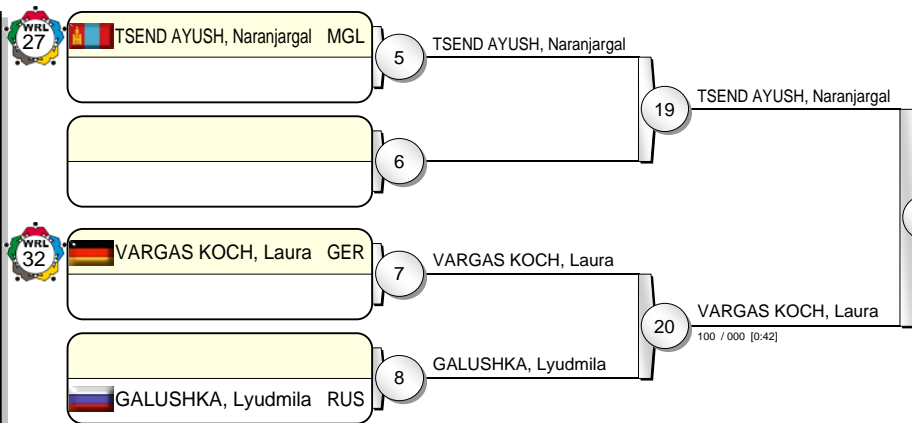 WRL
27
TSEND AYUSH, Naranjargal MGL
5
TSEND AYUSH, Naranjargal
19
TSEND AYUSH, Naranjargal
6
WRL
32
VARGAS KOCH, Laura GER
7
VARGAS KOCH, Laura
20
VARGAS KOCH, Laura
100 / 000 [0:42]
8
GALUSHKA, Lyudmila
GALUSHKA, Lyudmila RUS